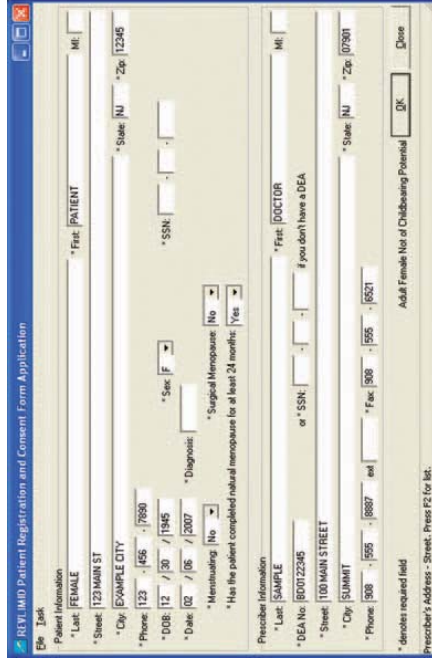 REVLIMID Patient Registration and Consent Form Application
File Task
Patient Information
* Last: FEMALE * First: PATIENT MI:
* Street: 123 MAIN ST
* City: EXAMPLE CITY * State: NJ * Zip: 12345
* Phone: 123 - 456 - 7890
* DOB: 12 / 30 / 1945 * Sex: F * SSN: - -
* Date: 02 / 06 / 2007 * Diagnosis:
* Menstruating: No * Surgical Menopause: No
* Has the patient completed natural menopause for at least 24 months: Yes
Prescriber Information
* Last: SAMPLE * First: DOCTOR MI:
* DEA No: BD0122345 or * SSN: - - if you don't have a DEA
* Street: 100 MAIN STREET
* City: SUMMIT * State: NJ * Zip: 07901
* Phone: 908 - 555 - 8887 ext * Fax: 908 - 555 - 6521
* denotes required field Adult Female Not of Childbearing Potential OK Close
Prescriber's Address - Street. Press F2 for list.